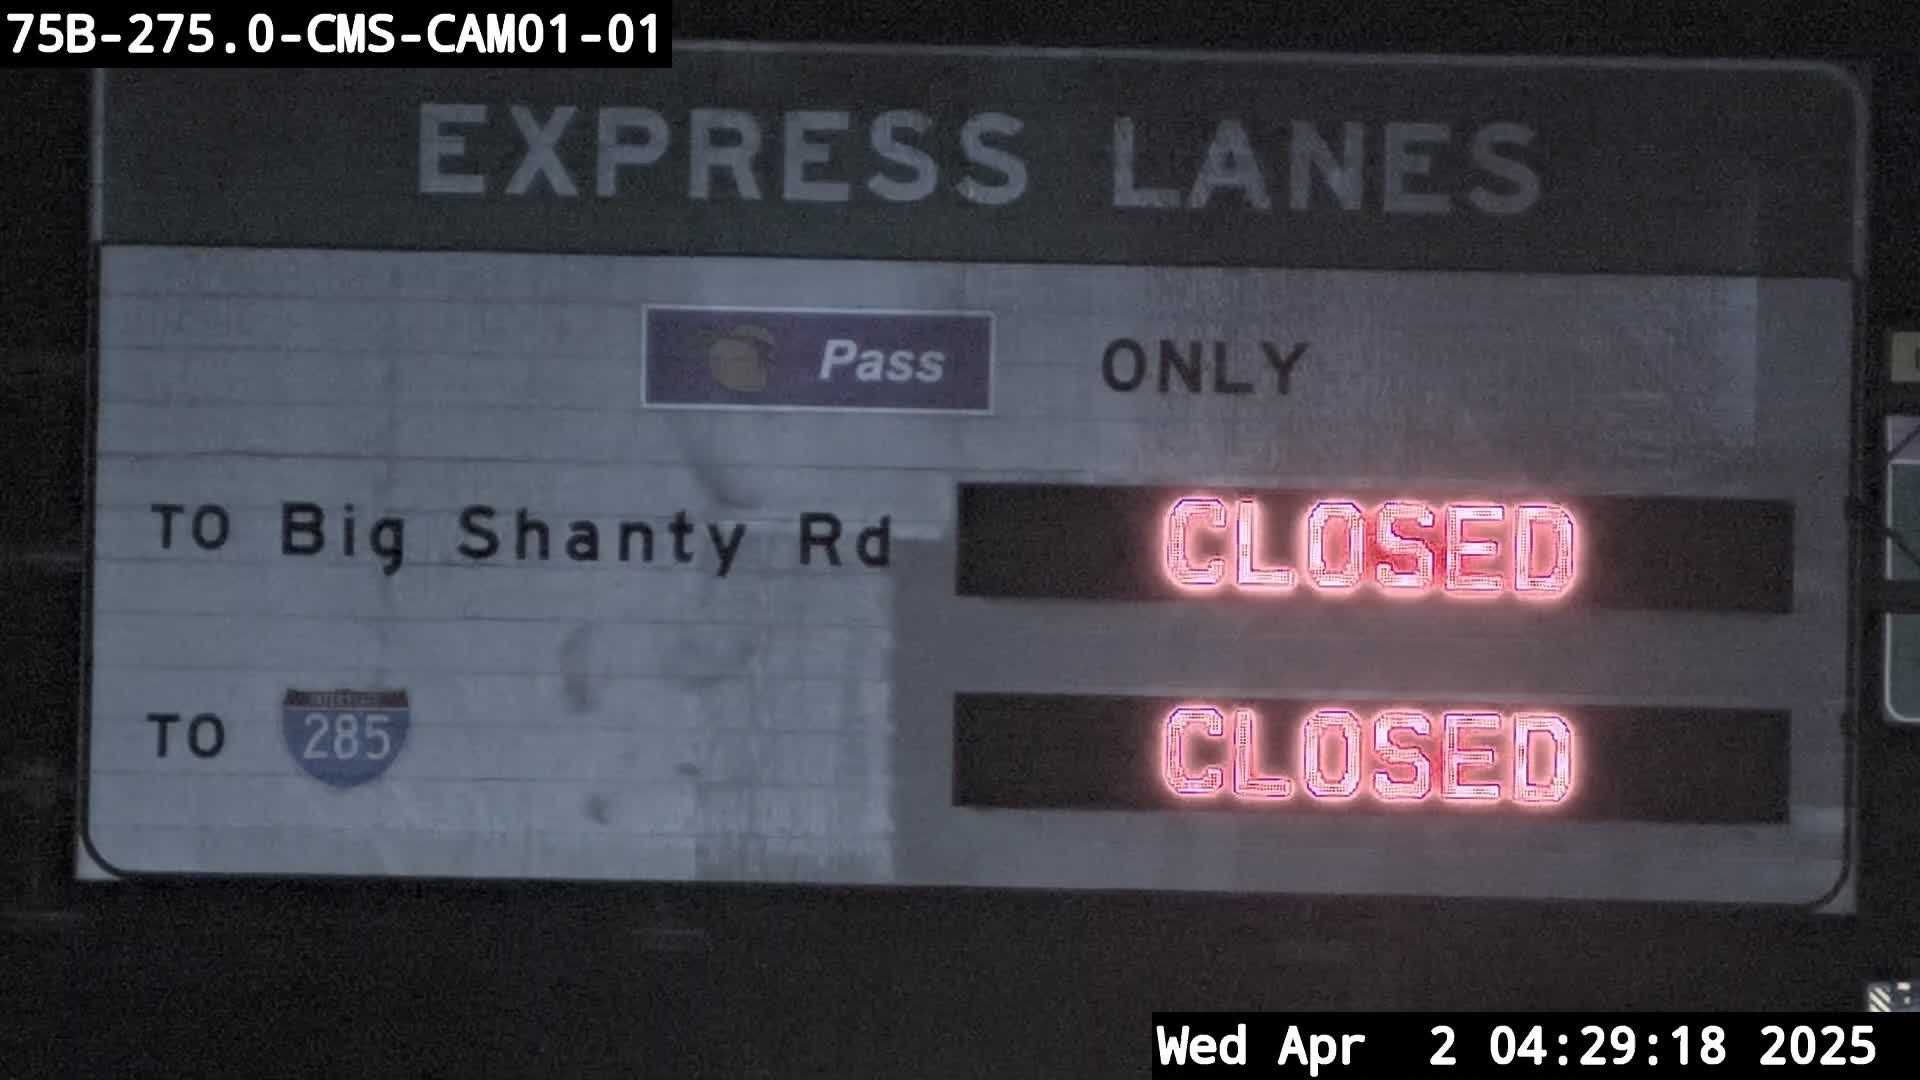 75B-275.0-CMS-CAM01-01
EXPRESS LANES
Pass ONLY
TO Big Shanty Rd CLOSED
TO 285 CLOSED
Wed Apr 2 04:29:18 2025